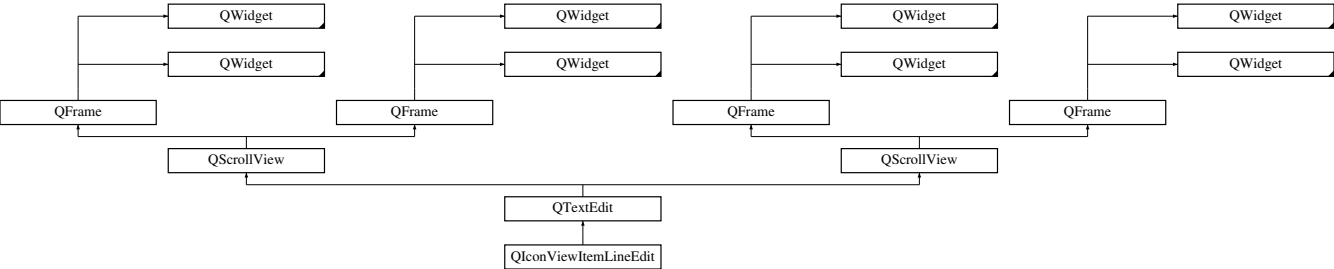 QWidget QWidget QWidget QWidget
QWidget QWidget QWidget QWidget
QFrame QFrame QFrame QFrame
QScrollView QScrollView
QTextEdit
QIconViewItemLineEdit